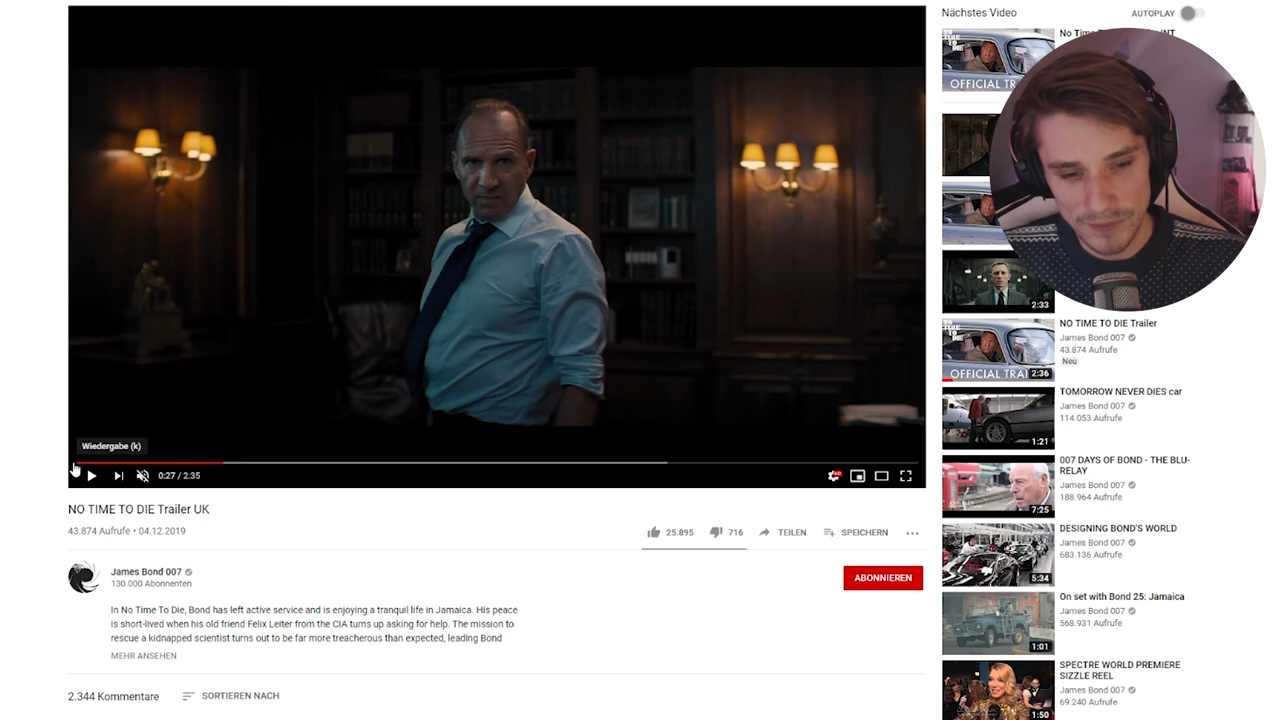 Nächstes Video
AUTOPLAY
OFFICIAL TR
2:33
NO TIME TO DIE Trailer
James Bond 007
43.874 Aufrufe
Neu
OFFICIAL TRAI
2:36
TOMORROW NEVER DIES car
James Bond 007
114.053 Aufrufe
1:21
007 DAYS OF BOND - THE BLU-
RELAY
James Bond 007
188.964 Aufrufe
7:25
DESIGNING BOND'S WORLD
James Bond 007
683.136 Aufrufe
5:34
On set with Bond 25: Jamaica
James Bond 007
568.931 Aufrufe
1:01
SPECTRE WORLD PREMIERE
SIZZLE REEL
James Bond 007
69.240 Aufrufe
1:50
Wiedergabe (k)
0:27 / 2:35
NO TIME TO DIE Trailer UK
43.874 Aufrufe • 04.12.2019
25.895
716
TEILEN
SPEICHERN
James Bond 007
130.000 Abonnenten
ABONNIEREN
In No Time To Die, Bond has left active service and is enjoying a tranquil life in Jamaica. His peace
is short-lived when his old friend Felix Leiter from the CIA turns up asking for help. The mission to
rescue a kidnapped scientist turns out to be far more treacherous than expected, leading Bond
MEHR ANSEHEN
2.344 Kommentare
SORTIEREN NACH